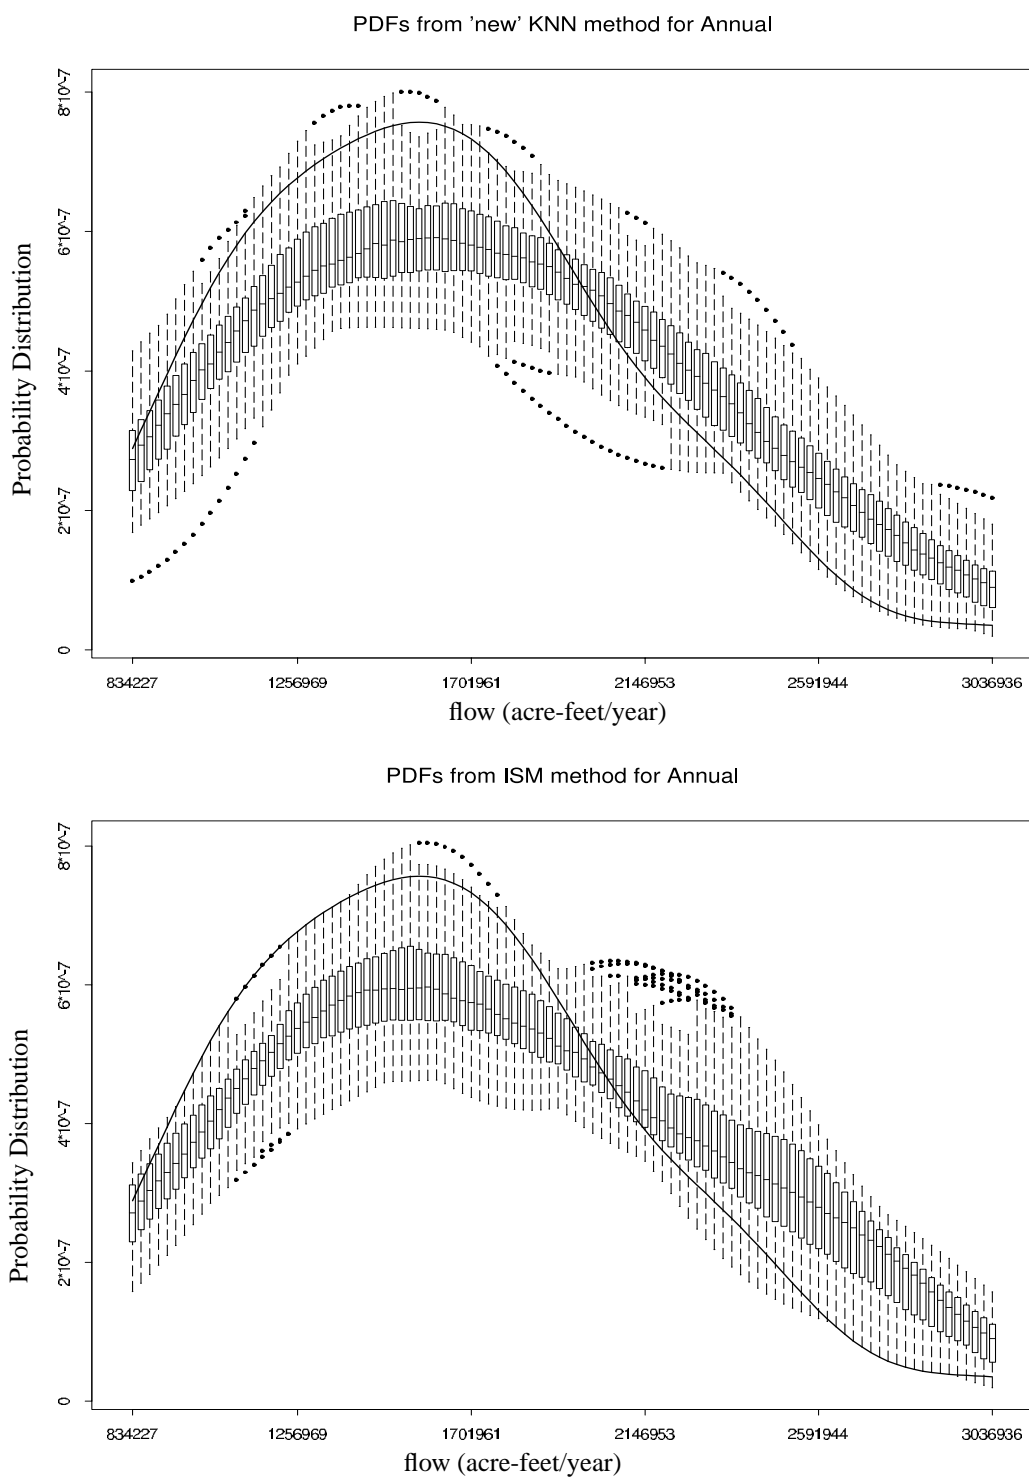 PDFs from 'new' KNN method for Annual
8*10^-7
6*10^-7
4*10^-7
2*10^-7
0
Probability Distribution
834227 1256969 1701961 2146953 2591944 3036936
flow (acre-feet/year)
PDFs from ISM method for Annual
8*10^-7
6*10^-7
4*10^-7
2*10^-7
0
Probability Distribution
834227 1256969 1701961 2146953 2591944 3036936
flow (acre-feet/year)